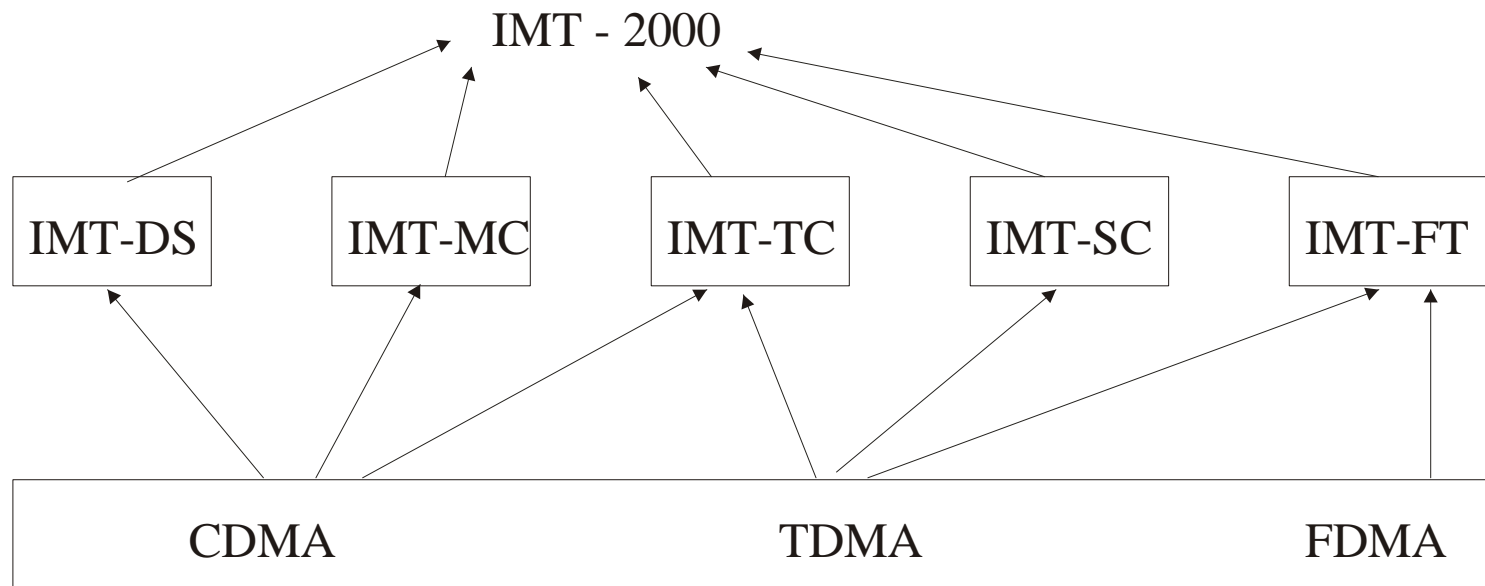 IMT - 2000
IMT-DS
IMT-MC
IMT-TC
IMT-SC
IMT-FT
CDMA
TDMA
FDMA